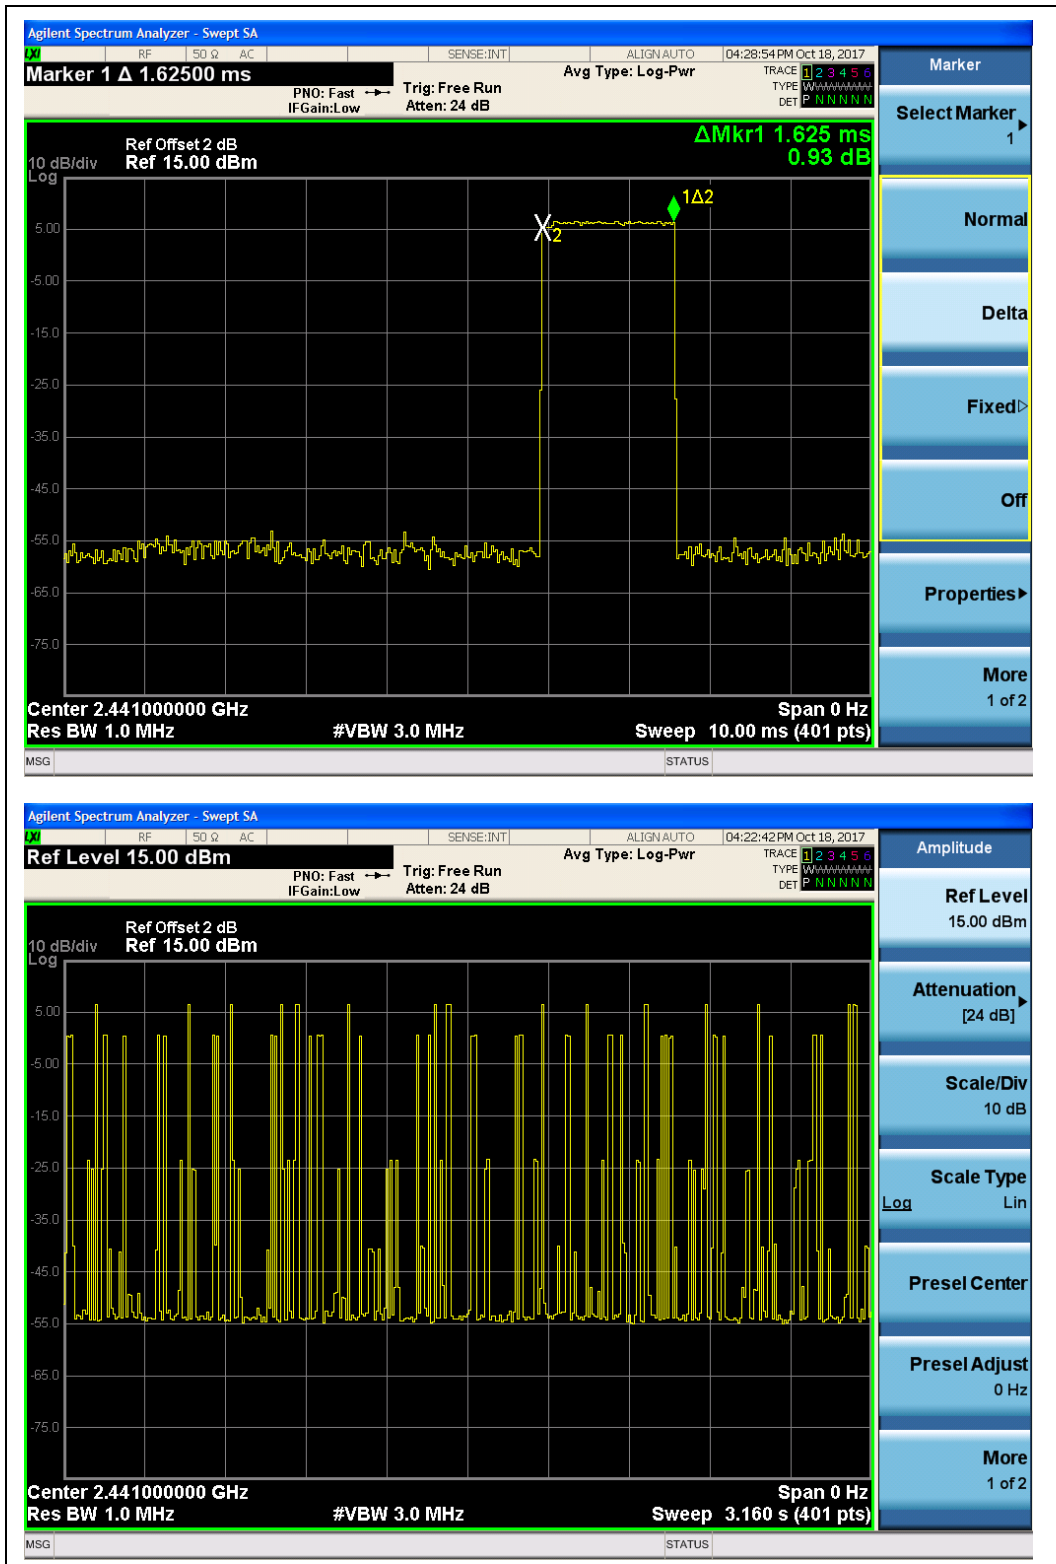 Agilent Spectrum Analyzer - Swept SA
LXI RF 50 Ω AC SENSE:INT ALIGN AUTO 04:28:54 PM Oct 18, 2017
Marker 1 Δ 1.62500 ms
PNO: Fast
IFGain:Low
Trig: Free Run
Atten: 24 dB
Avg Type: Log-Pwr
TRACE 1 2 3 4 5 6
TYPE W
DET P N N N N N
ΔMkr1 1.625 ms
0.93 dB
Ref Offset 2 dB
10 dB/div Ref 15.00 dBm
Log
5.00
-5.00
-15.0
-25.0
-35.0
-45.0
-55.0
-65.0
-75.0
X2
1Δ2
Center 2.441000000 GHz Span 0 Hz
Res BW 1.0 MHz #VBW 3.0 MHz Sweep 10.00 ms (401 pts)
MSG STATUS
Marker
Select Marker
1
Normal
Delta
Fixed
Off
Properties
More
1 of 2
Agilent Spectrum Analyzer - Swept SA
LXI RF 50 Ω AC SENSE:INT ALIGN AUTO 04:22:42 PM Oct 18, 2017
Ref Level 15.00 dBm
PNO: Fast
IFGain:Low
Trig: Free Run
Atten: 24 dB
Avg Type: Log-Pwr
TRACE 1 2 3 4 5 6
TYPE W
DET P N N N N N
Ref Offset 2 dB
10 dB/div Ref 15.00 dBm
Log
5.00
-5.00
-15.0
-25.0
-35.0
-45.0
-55.0
-65.0
-75.0
Center 2.441000000 GHz Span 0 Hz
Res BW 1.0 MHz #VBW 3.0 MHz Sweep 3.160 s (401 pts)
MSG STATUS
Amplitude
Ref Level
15.00 dBm
Attenuation
[24 dB]
Scale/Div
10 dB
Scale Type
Log Lin
Presel Center
Presel Adjust
0 Hz
More
1 of 2